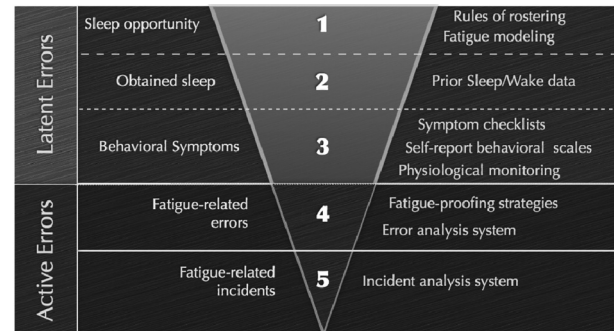 Latent Errors
Sleep opportunity
1
Rules of rostering
Fatigue modeling
Obtained sleep
2
Prior Sleep/Wake data
Behavioral Symptoms
3
Symptom checklists
Self-report behavioral scales
Physiological monitoring
Active Errors
Fatigue-related
errors
4
Fatigue-proofing strategies
Error analysis system
Fatigue-related
incidents
5
Incident analysis system